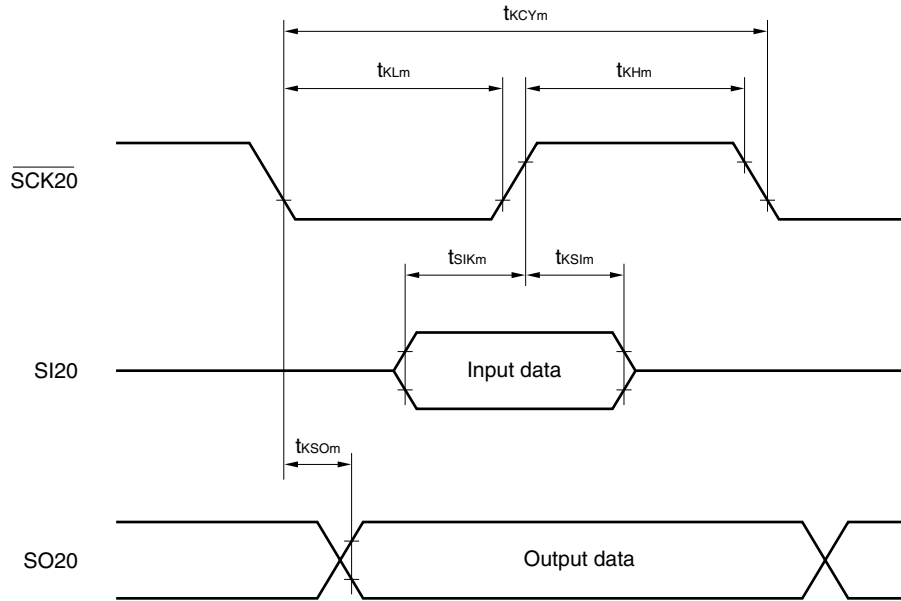 tKCYm
tKLm
tKHm
SCK20
tSIKm
tKSIm
SI20
Input data
tKSOm
SO20
Output data